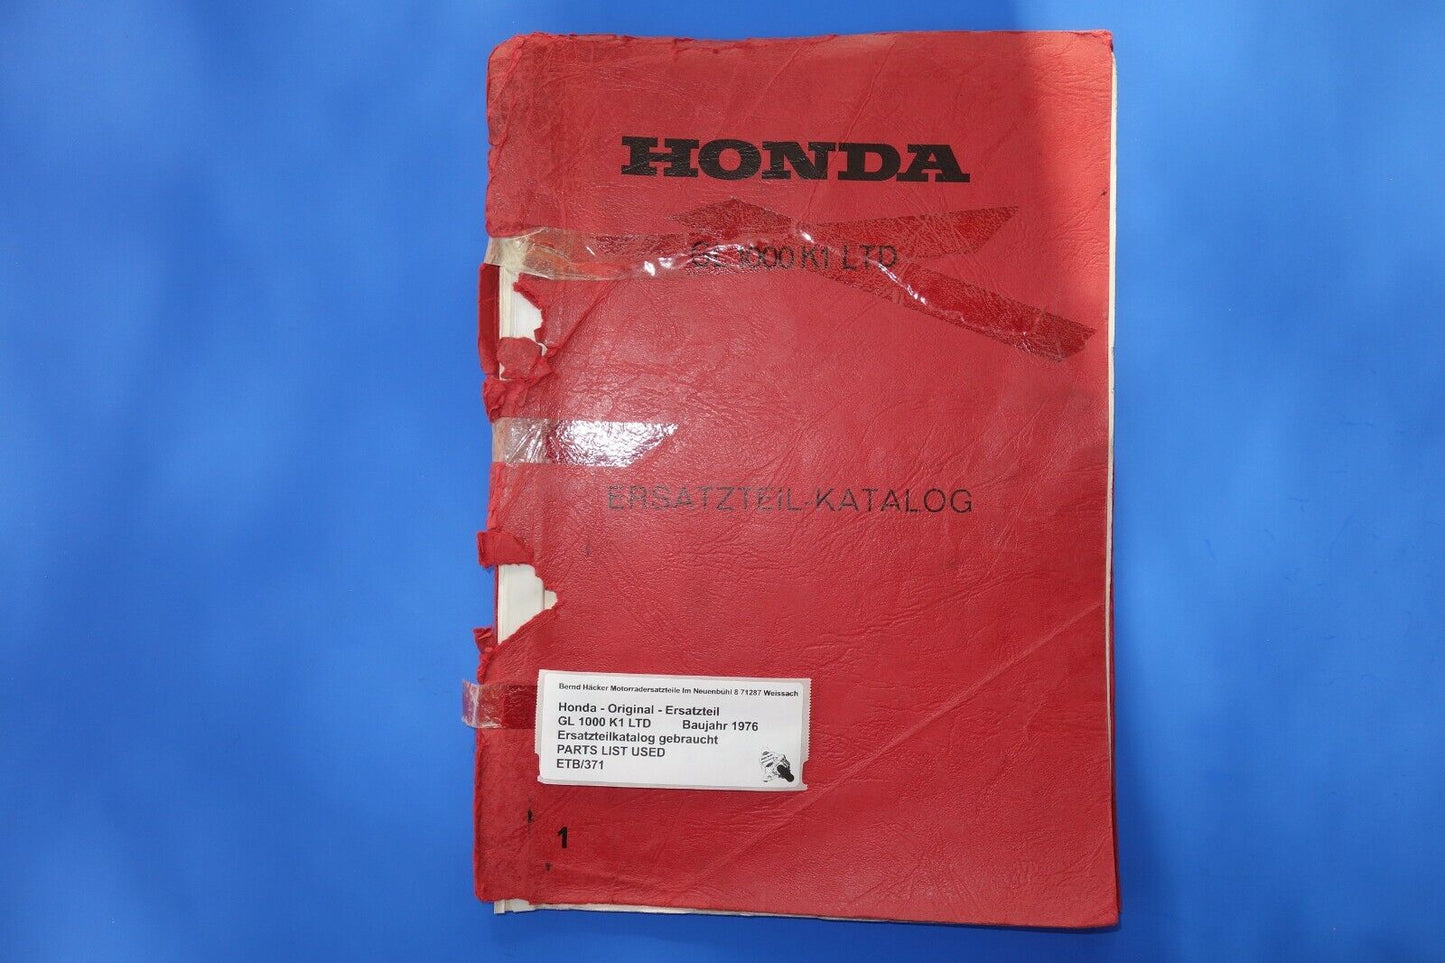 HONDA
GL 1000 K1 LTD
ERSATZTEIL-KATALOG
Bernd Häcker Motorradersatzteile Im Neuenbühl 8 71287 Weissach
Honda - Original - Ersatzteil
GL 1000 K1 LTD Baujahr 1976
Ersatzteilkatalog gebraucht
PARTS LIST USED
ETB/371
1